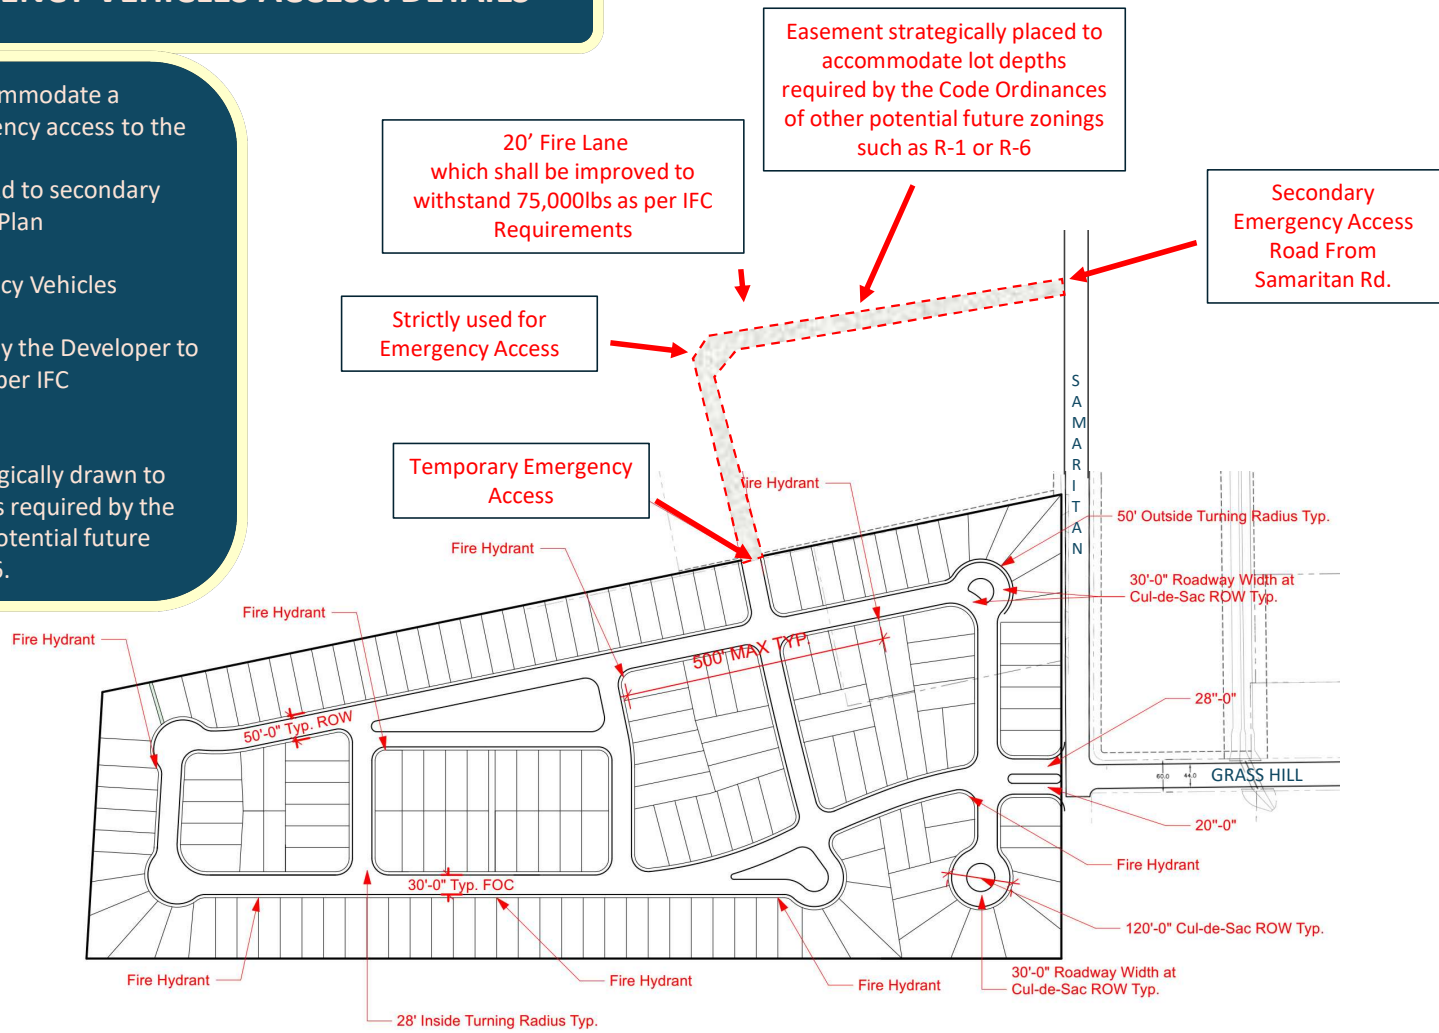 VEHICLES ACCESS: DETAILS
ommodate a
ency access to the
d to secondary
Plan
cy Vehicles
y the Developer to
per IFC
gically drawn to
s required by the
otential future
Easement strategically placed to
accommodate lot depths
required by the Code Ordinances
of other potential future zonings
such as R-1 or R-6
20’ Fire Lane
which shall be improved to
withstand 75,000lbs as per IFC
Requirements
Secondary
Emergency Access
Road From
Samaritan Rd.
Strictly used for
Emergency Access
Temporary Emergency
Access
SAMARITAN
ire Hydrant
50' Outside Turning Radius Typ.
Fire Hydrant
30'-0" Roadway Width at
Cul-de-Sac ROW Typ.
Fire Hydrant
Fire Hydrant
500' MAX TYP.
28"-0"
50'-0" Typ. ROW
60.0
44.0
GRASS HILL
20"-0"
Fire Hydrant
30'-0" Typ. FOC
120'-0" Cul-de-Sac ROW Typ.
Fire Hydrant
Fire Hydrant
Fire Hydrant
30'-0" Roadway Width at
Cul-de-Sac ROW Typ.
28' Inside Turning Radius Typ.